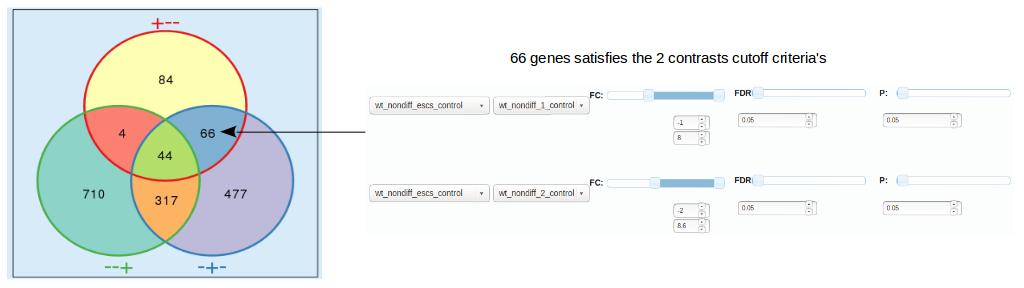 +--
84
4
66
44
710
317
477
--+
-+-
66 genes satisfies the 2 contrasts cutoff criteria's
wt_nondiff_escs_control
wt_nondiff_1_control
FC:
-1
8
FDR:
0.05
P:
0.05
wt_nondiff_escs_control
wt_nondiff_2_control
FC:
-2
8.6
FDR:
0.05
P:
0.05